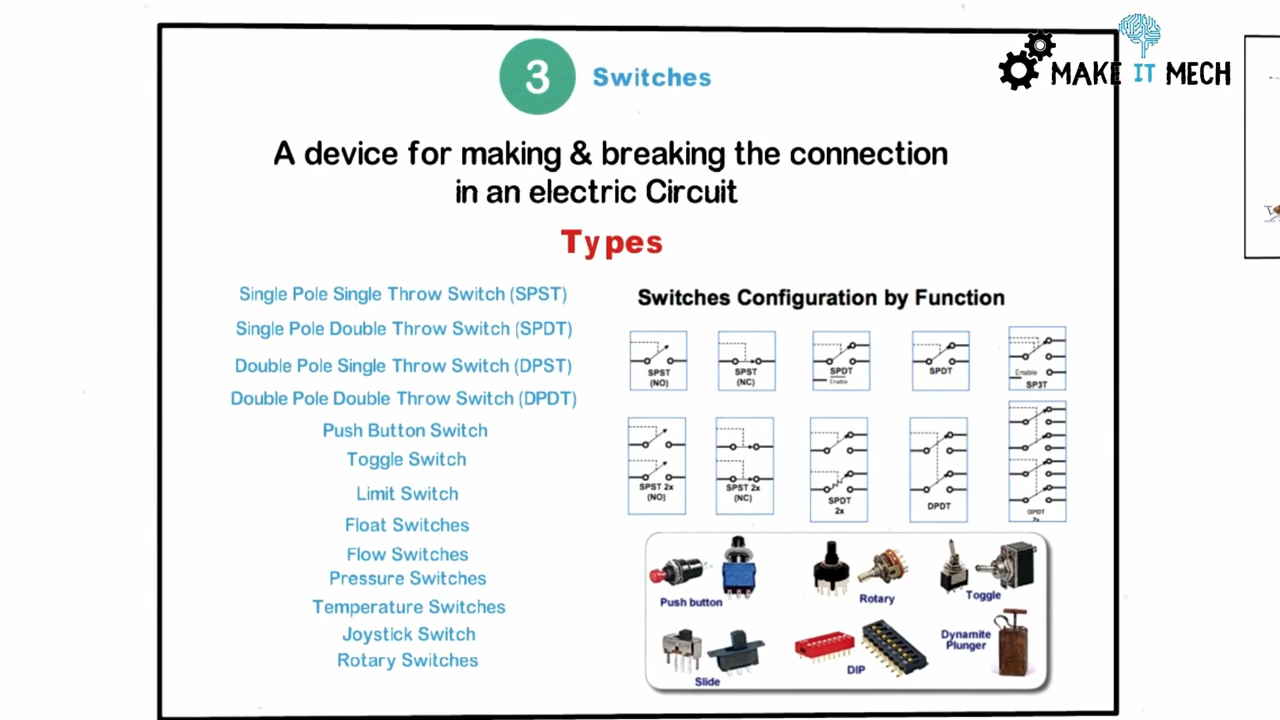 3 Switches
MAKE IT MECH
A device for making & breaking the connection
in an electric Circuit
Types
Single Pole Single Throw Switch (SPST)
Single Pole Double Throw Switch (SPDT)
Double Pole Single Throw Switch (DPST)
Double Pole Double Throw Switch (DPDT)
Push Button Switch
Toggle Switch
Limit Switch
Float Switches
Flow Switches
Pressure Switches
Temperature Switches
Joystick Switch
Rotary Switches
Switches Configuration by Function
SPST
(NO)
SPST
(NC)
SPDT
Enable
SPDT
Enable
SP3T
SPST 2x
(NO)
SPST 2x
(NC)
SPDT
2x
DPDT
DPDT
2x
Push button
Rotary
Toggle
Slide
DIP
Dynamite
Plunger